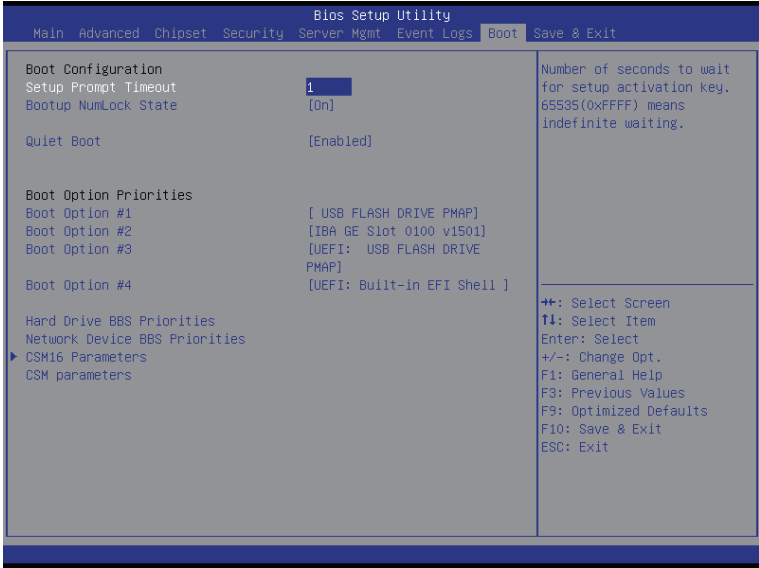 Bios Setup Utility
Main Advanced Chipset Security Server Mgmt Event Logs Boot Save & Exit
Boot Configuration
Setup Prompt Timeout 1
Bootup NumLock State [On]
Quiet Boot [Enabled]
Boot Option Priorities
Boot Option #1 [ USB FLASH DRIVE PMAP]
Boot Option #2 [IBA GE Slot 0100 v1501]
Boot Option #3 [UEFI: USB FLASH DRIVE
PMAP]
Boot Option #4 [UEFI: Built-in EFI Shell ]
Hard Drive BBS Priorities
Network Device BBS Priorities
CSM16 Parameters
CSM parameters
Number of seconds to wait
for setup activation key.
65535(0xFFFF) means
indefinite waiting.
→←: Select Screen
↑↓: Select Item
Enter: Select
+/-: Change Opt.
F1: General Help
F3: Previous Values
F9: Optimized Defaults
F10: Save & Exit
ESC: Exit